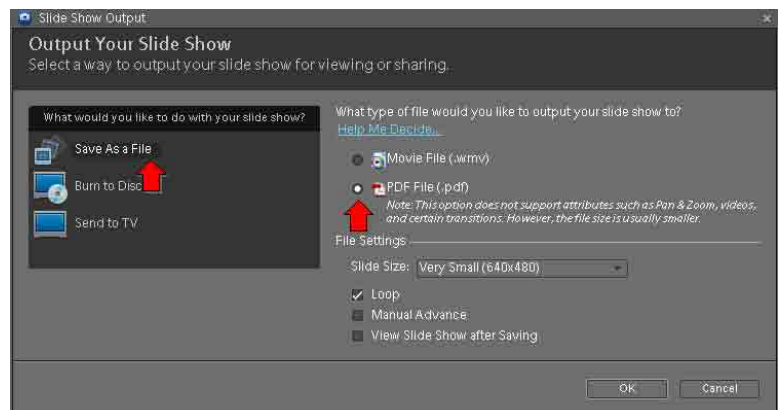 Slide Show Output
Output Your Slide Show
Select a way to output your slide show for viewing or sharing.
What would you like to do with your slide show?
Save As a File
Burn to Disc
Send to TV
What type of file would you like to output your slide show to?
Help Me Decide...
Movie File (.wmv)
PDF File (.pdf)
Note: This option does not support attributes such as Pan & Zoom, videos,
and certain transitions. However, the file size is usually smaller.
File Settings
Slide Size: Very Small (640x480)
Loop
Manual Advance
View Slide Show after Saving
OK Cancel